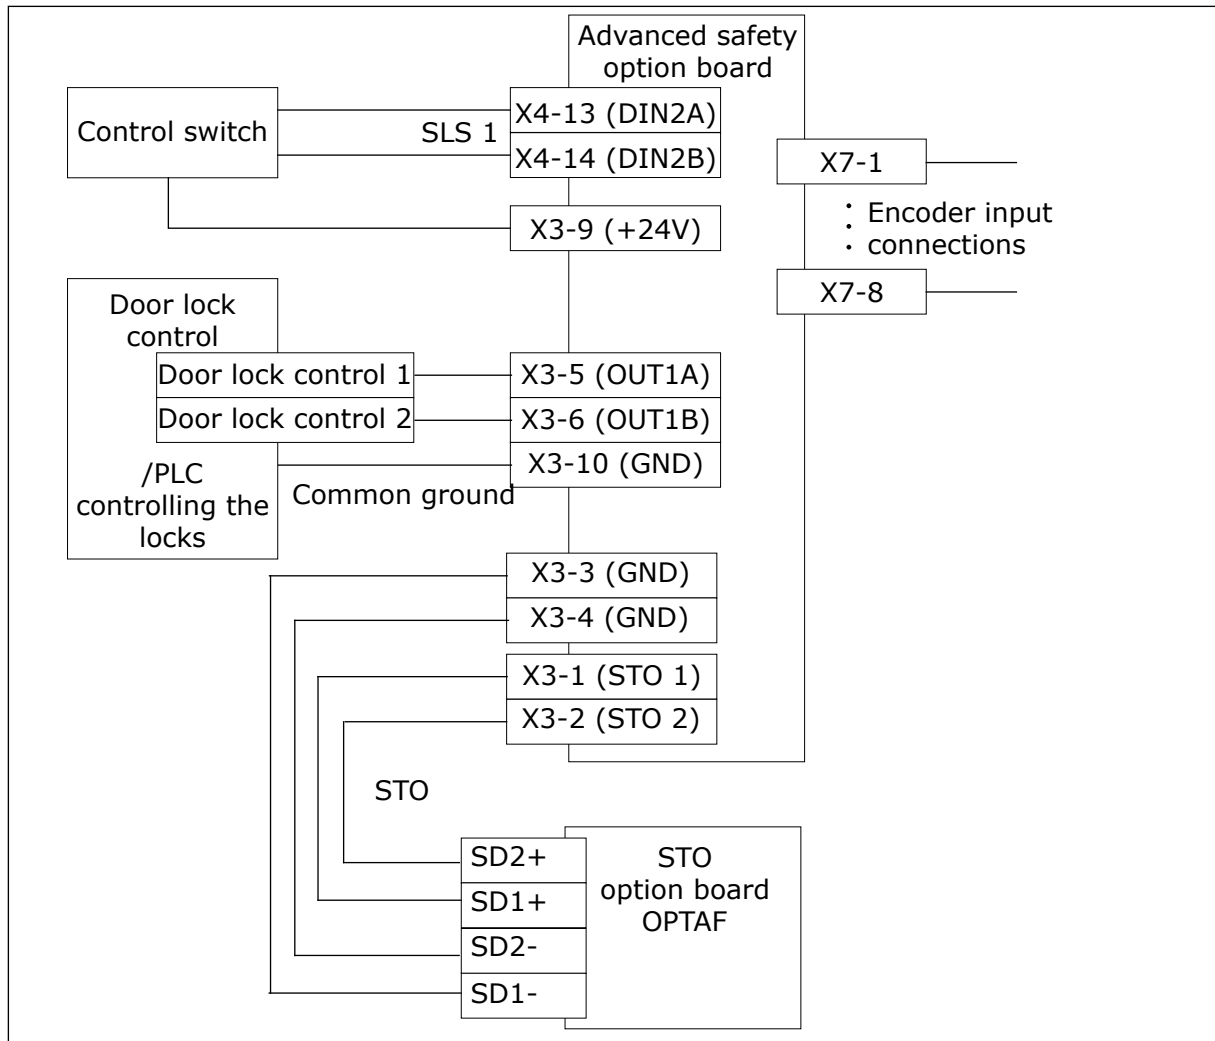 Advanced safety
option board
Control switch
SLS 1
X4-13 (DIN2A)
X4-14 (DIN2B)
X3-9 (+24V)
X7-1
Encoder input
connections
X7-8
Door lock
control
Door lock control 1
Door lock control 2
/PLC
controlling the
locks
X3-5 (OUT1A)
X3-6 (OUT1B)
X3-10 (GND)
Common ground
X3-3 (GND)
X3-4 (GND)
X3-1 (STO 1)
X3-2 (STO 2)
STO
SD2+
SD1+
SD2-
SD1-
STO
option board
OPTAF